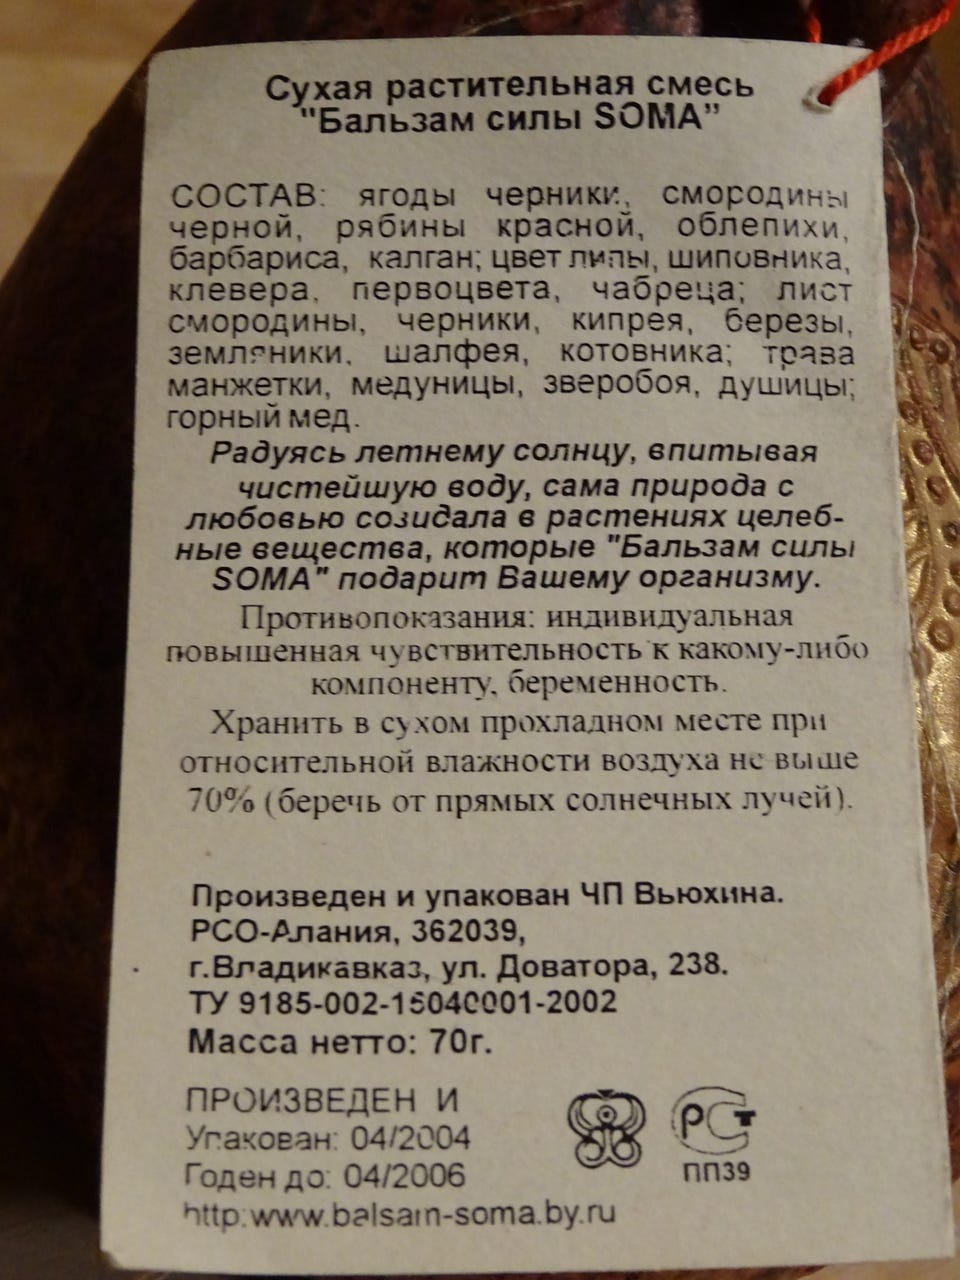 Сухая растительная смесь
"Бальзам силы SOMA”
СОСТАВ: ягоды черники, смородины
черной, рябины красной, облепихи,
барбариса, калган; цвет липы, шиповника,
клевера, первоцвета, чабреца; лист
смородины, черники, кипрея, березы,
земляники, шалфея, котовника; трава
манжетки, медуницы, зверобоя, душицы;
горный мед.
Радуясь летнему солнцу, впитывая
чистейшую воду, сама природа с
любовью созидала в растениях целеб-
ные вещества, которые "Бальзам силы
SOMA" подарит Вашему организму.
Противопоказания: индивидуальная
повышенная чувствительность к какому-либо
компоненту, беременность.
Хранить в сухом прохладном месте при
относительной влажности воздуха не выше
70% (беречь от прямых солнечных лучей).
Произведен и упакован ЧП Вьюхина.
РСО-Алания, 362039,
г.Владикавказ, ул. Доватора, 238.
ТУ 9185-002-15040001-2002
Масса нетто: 70г.
ПРОИЗВЕДЕН И
Упакован: 04/2004
Годен до: 04/2006
http:www.balsam-soma.by.ru
РСТ
ПП39